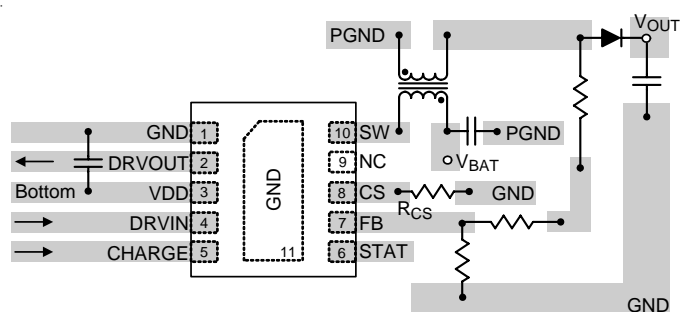 PGND
VOUT
GND 1
10 SW
PGND
DRVOUT 2
9 NC
VBAT
Bottom
VDD 3
GND
8 CS
RCS
GND
DRVIN 4
7 FB
CHARGE 5
11
6 STAT
GND